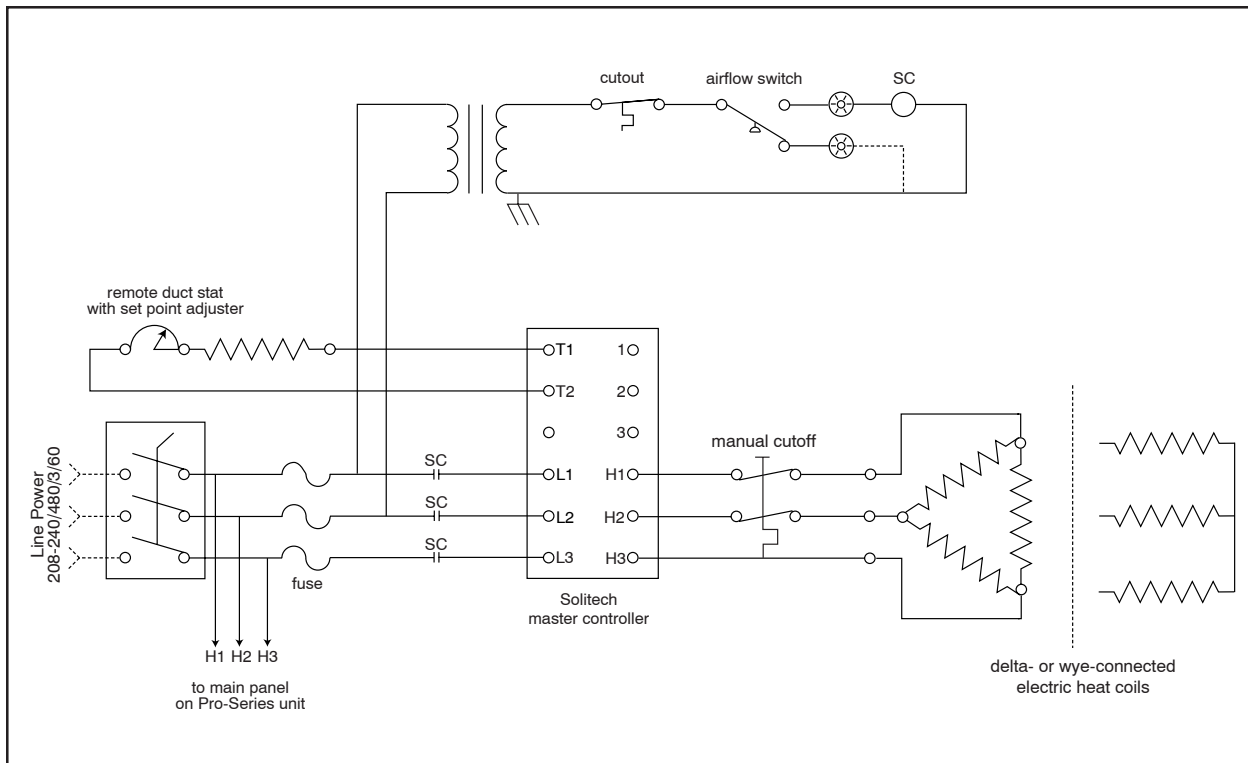 cutout
airflow switch
SC
remote duct stat
with set point adjuster
T1
1
T2
2
3
manual cutoff
Line Power
208-240/480/3/60
SC
L1
H1
SC
L2
H2
SC
L3
H3
fuse
Solitech
master controller
H1 H2 H3
to main panel
on Pro-Series unit
delta- or wye-connected
electric heat coils